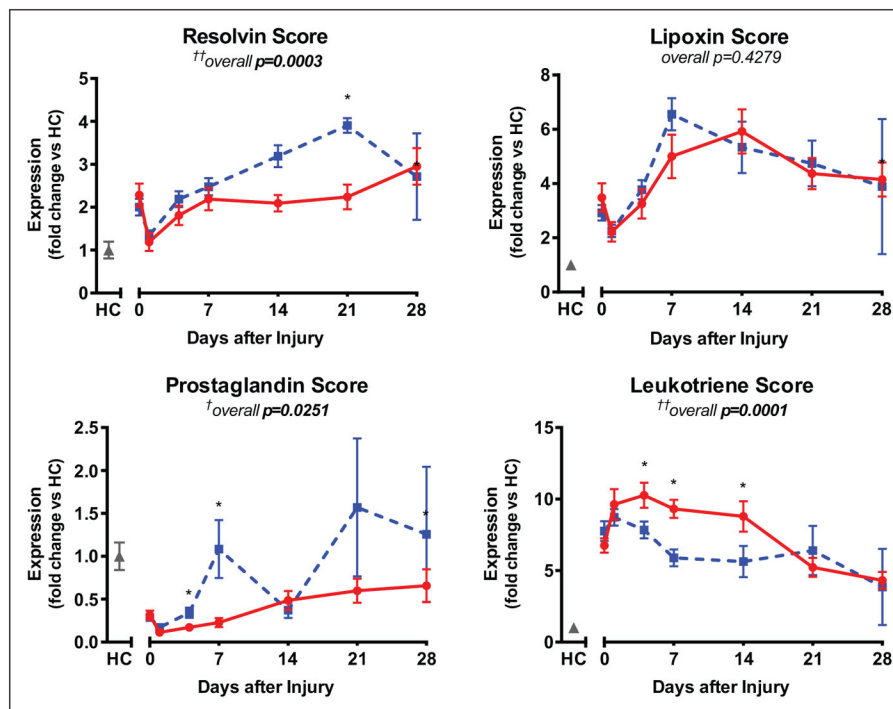 Resolvin Score
††overall p=0.0003
Expression
(fold change vs HC)
5
4
3
2
1
0
*
*
HC
0
7
14
21
28
Days after Injury
Lipoxin Score
overall p=0.4279
Expression
(fold change vs HC)
8
6
4
2
0
*
HC
0
7
14
21
28
Days after Injury
Prostaglandin Score
†overall p=0.0251
Expression
(fold change vs HC)
2.5
2.0
1.5
1.0
0.5
0.0
*
*
*
HC
0
7
14
21
28
Days after Injury
Leukotriene Score
††overall p=0.0001
Expression
(fold change vs HC)
15
10
5
0
*
*
*
HC
0
7
14
21
28
Days after Injury